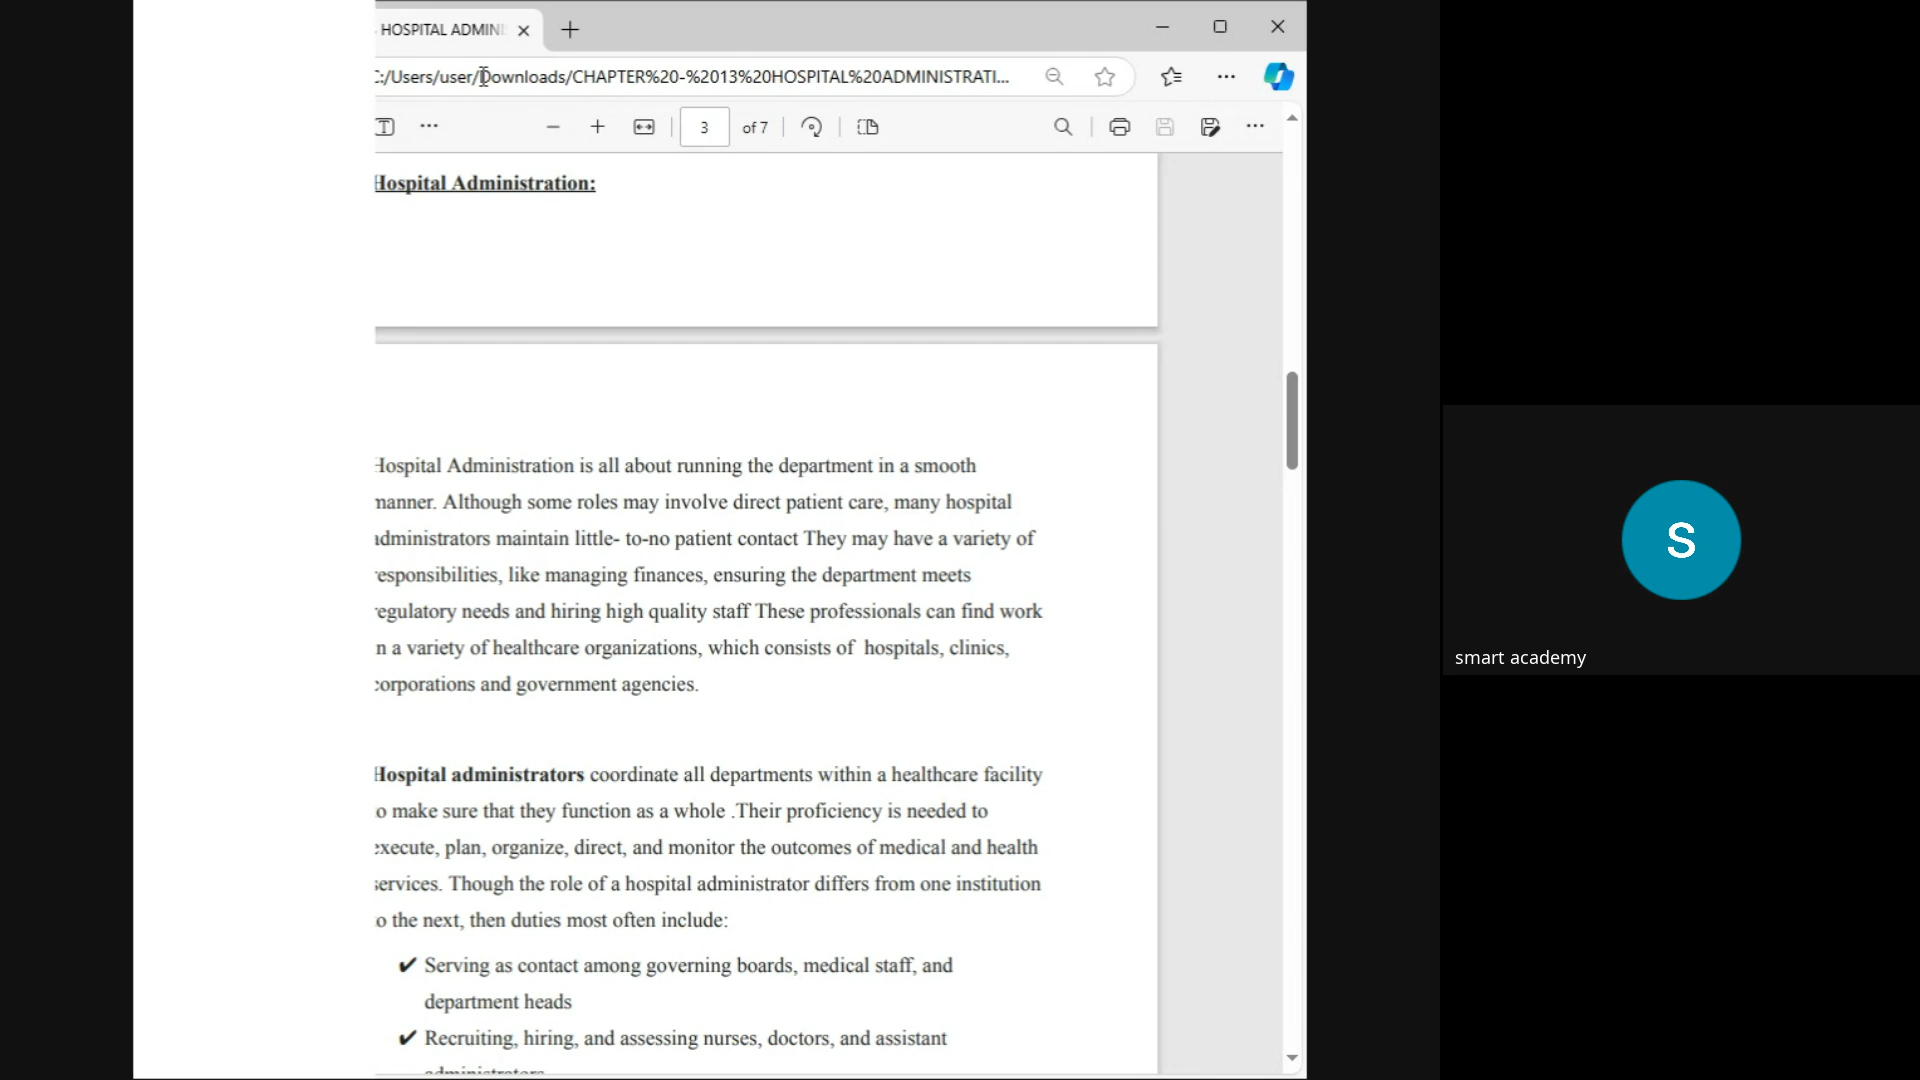 HOSPITAL ADMIN
C:/Users/user/Downloads/CHAPTER%20-%2013%20HOSPITAL%20ADMINISTRATI...
3 of 7
Hospital Administration:
Hospital Administration is all about running the department in a smooth
manner. Although some roles may involve direct patient care, many hospital
administrators maintain little- to-no patient contact They may have a variety of
responsibilities, like managing finances, ensuring the department meets
regulatory needs and hiring high quality staff These professionals can find work
n a variety of healthcare organizations, which consists of hospitals, clinics,
corporations and government agencies.
Hospital administrators coordinate all departments within a healthcare facility
o make sure that they function as a whole .Their proficiency is needed to
execute, plan, organize, direct, and monitor the outcomes of medical and health
services. Though the role of a hospital administrator differs from one institution
o the next, then duties most often include:
✔ Serving as contact among governing boards, medical staff, and
department heads
✔ Recruiting, hiring, and assessing nurses, doctors, and assistant
administrators
S
smart academy